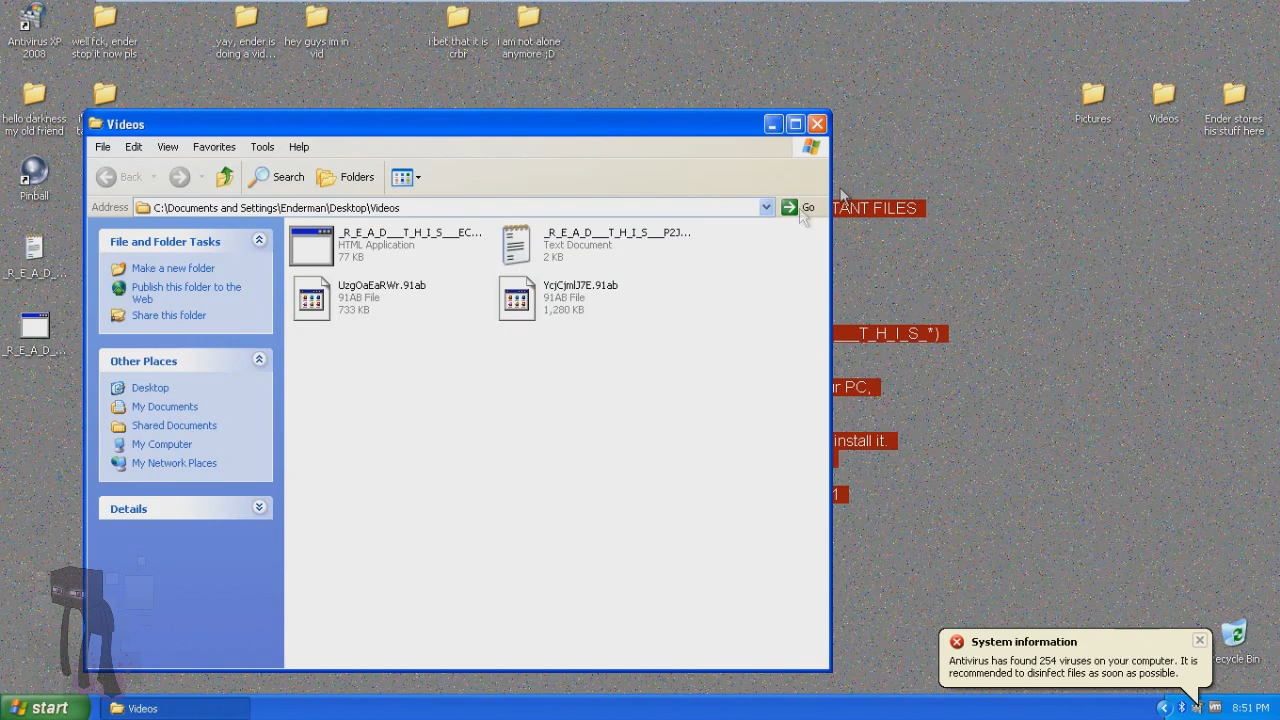 Antivirus XP
2008
well fck, ender
stop it now pls
_yay, ender is
doing a vid...
hey guys im in
vid
i bet that it is
crbr
i am not alone
anymore ;D
hello darkness
my old friend
Pictures
Videos
Ender stores
his stuff here
Pinball
_R_E_A_D_...
_R_E_A_D_...
Videos
File Edit View Favorites Tools Help
Back Search Folders
Address C:\Documents and Settings\Enderman\Desktop\Videos Go
File and Folder Tasks
Make a new folder
Publish this folder to the
Web
Share this folder
Other Places
Desktop
My Documents
Shared Documents
My Computer
My Network Places
Details
_R_E_A_D___T_H_I_S___EC...
HTML Application
77 KB
_R_E_A_D___T_H_I_S___P2J...
Text Document
2 KB
UzgOaEaRWr.91ab
91AB File
733 KB
91AB File
1,280 KB
TANT FILES
___T_H_I_S_*)
ur PC,
install it.
1
System information
Antivirus has found 254 viruses on your computer. It is
recommended to disinfect files as soon as possible.
ecycle Bin
start Videos vm 8:51 PM